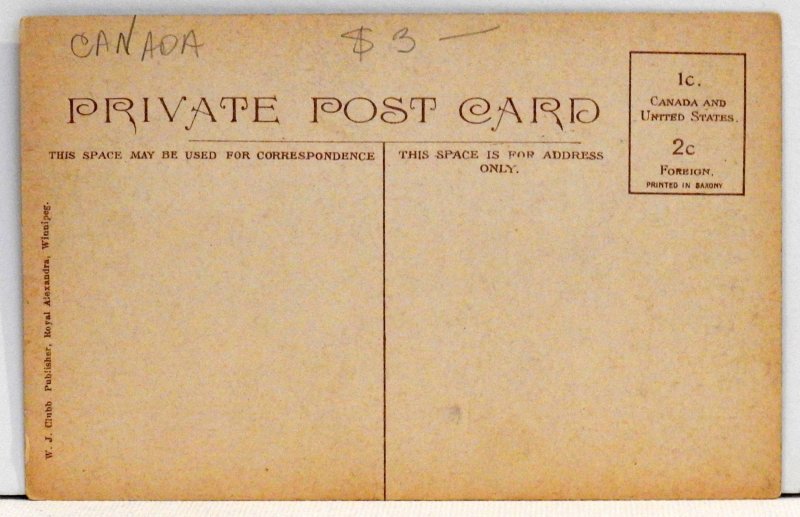 CANADA $3 —
PRIVATE POST CARD
THIS SPACE MAY BE USED FOR CORRESPONDENCE
THIS SPACE IS FOR ADDRESS
ONLY.
1c.
CANADA AND
UNITED STATES.
2c
FOREIGN.
PRINTED IN SAXONY
W. J. Clubb Publisher, Royal Alexandra, Winnipeg.